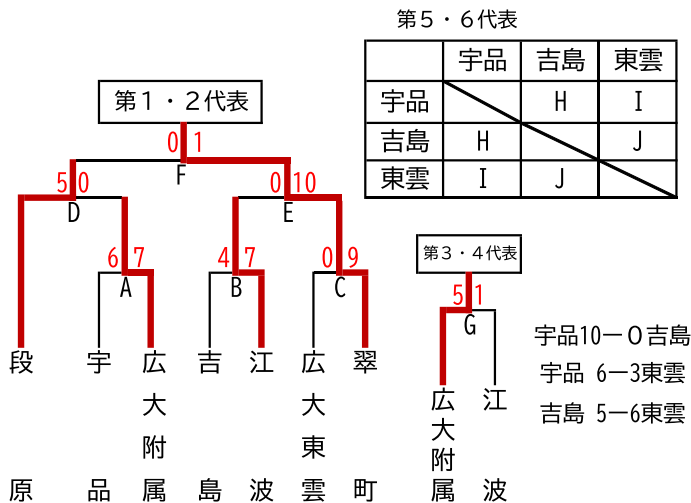 第５・６代表
宇品 吉島 東雲
宇品 H I
吉島 H J
東雲 I J
第１・２代表
0 1
F
5 0 0 10
D E
6 7 4 7 0 9
A B C
段原 宇品 広大附属 吉島 江波 広大東雲 翠町
第３・４代表
5 1
G
広大附属 江波
宇品10ー０吉島
宇品 6ー3東雲
吉島 5ー6東雲